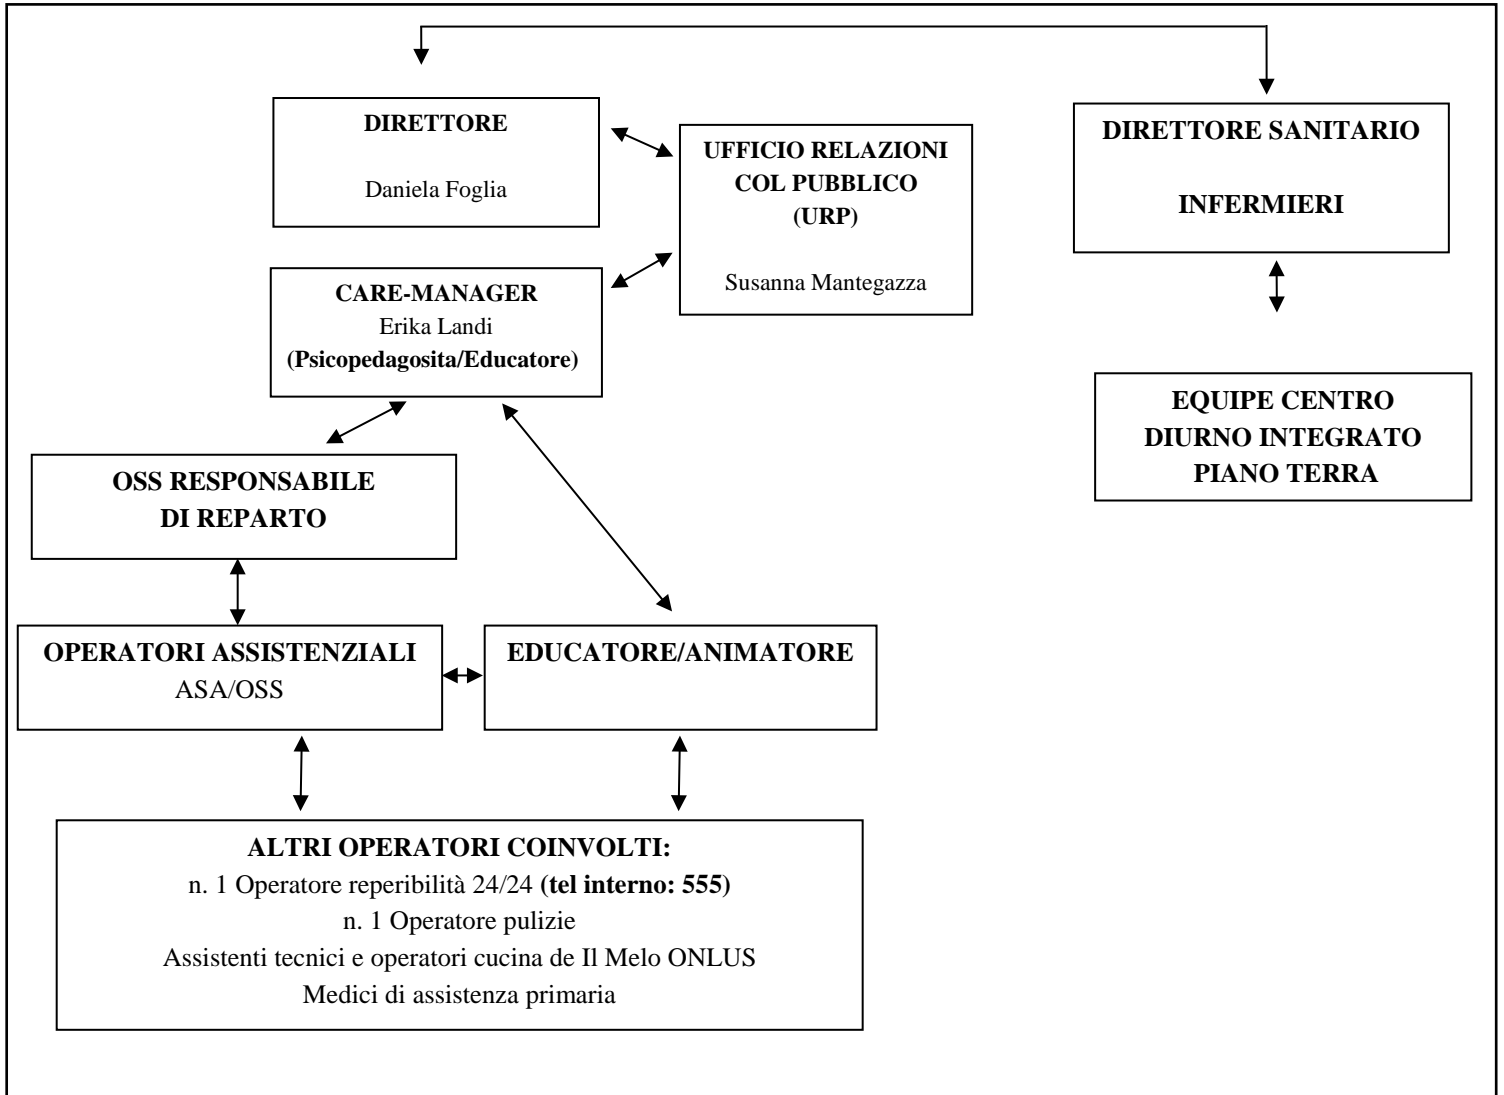 DIRETTORE
Daniela Foglia
UFFICIO RELAZIONI
COL PUBBLICO
(URP)
Susanna Mantegazza
DIRETTORE SANITARIO
INFERMIERI
CARE-MANAGER
Erika Landi
(Psicopedagosita/Educatore)
EQUIPE CENTRO
DIURNO INTEGRATO
PIANO TERRA
OSS RESPONSABILE
DI REPARTO
OPERATORI ASSISTENZIALI
ASA/OSS
EDUCATORE/ANIMATORE
ALTRI OPERATORI COINVOLTI:
n. 1 Operatore reperibilità 24/24 (tel interno: 555)
n. 1 Operatore pulizie
Assistenti tecnici e operatori cucina de Il Melo ONLUS
Medici di assistenza primaria